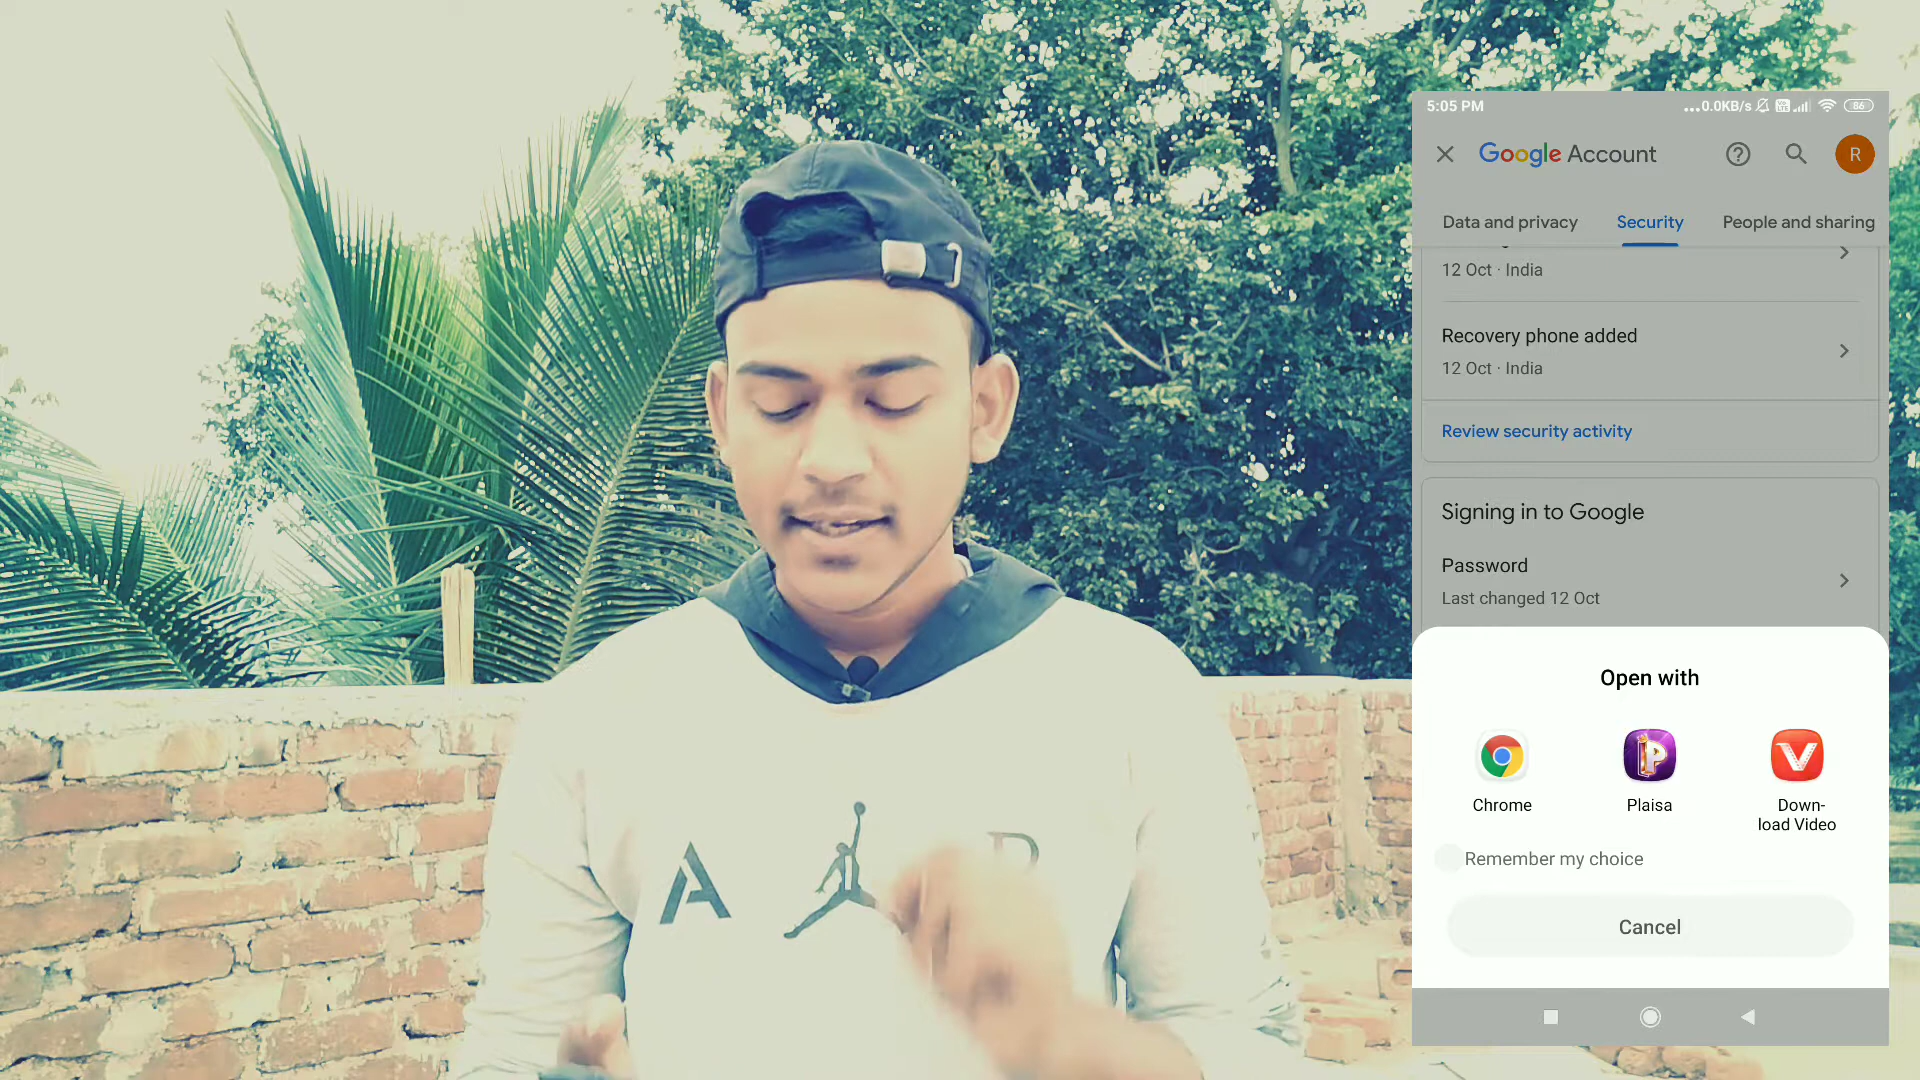 5:05 PM
...0.0KB/s
86
Google Account
R
Data and privacy
Security
People and sharing
12 Oct · India
Recovery phone added
12 Oct · India
Review security activity
Signing in to Google
Password
Last changed 12 Oct
Open with
Chrome
Plaisa
Down-
load Video
Remember my choice
Cancel
A